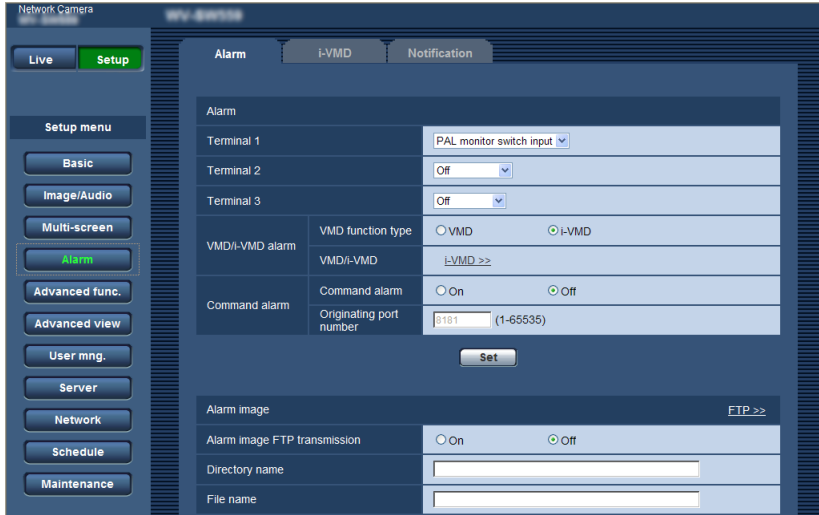 Network Camera
Live
Setup
Setup menu
Basic
Image/Audio
Multi-screen
Alarm
Advanced func.
Advanced view
User mng.
Server
Network
Schedule
Maintenance
Alarm
i-VMD
Notification
Alarm
Terminal 1
PAL monitor switch input
Terminal 2
Off
Terminal 3
Off
VMD/i-VMD alarm
VMD function type
VMD
i-VMD
VMD/i-VMD
i-VMD >>
Command alarm
Command alarm
On
Off
Originating port
number
8181
(1-65535)
Set
Alarm image
FTP >>
Alarm image FTP transmission
On
Off
Directory name
File name